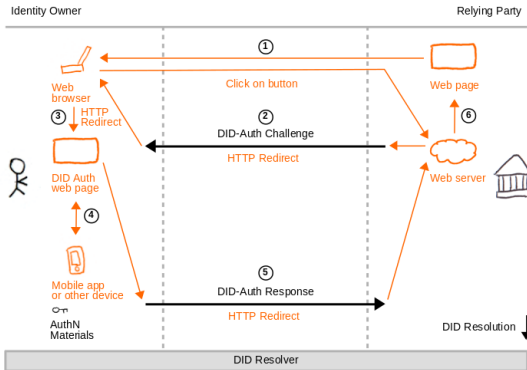 Identity Owner
Relying Party
1
Web
browser
Click on button
Web page
3
HTTP
Redirect
2
DID-Auth Challenge
HTTP Redirect
6
DID Auth
web page
Web server
4
Mobile app
or other device
5
DID-Auth Response
HTTP Redirect
AuthN
Materials
DID Resolution
DID Resolver